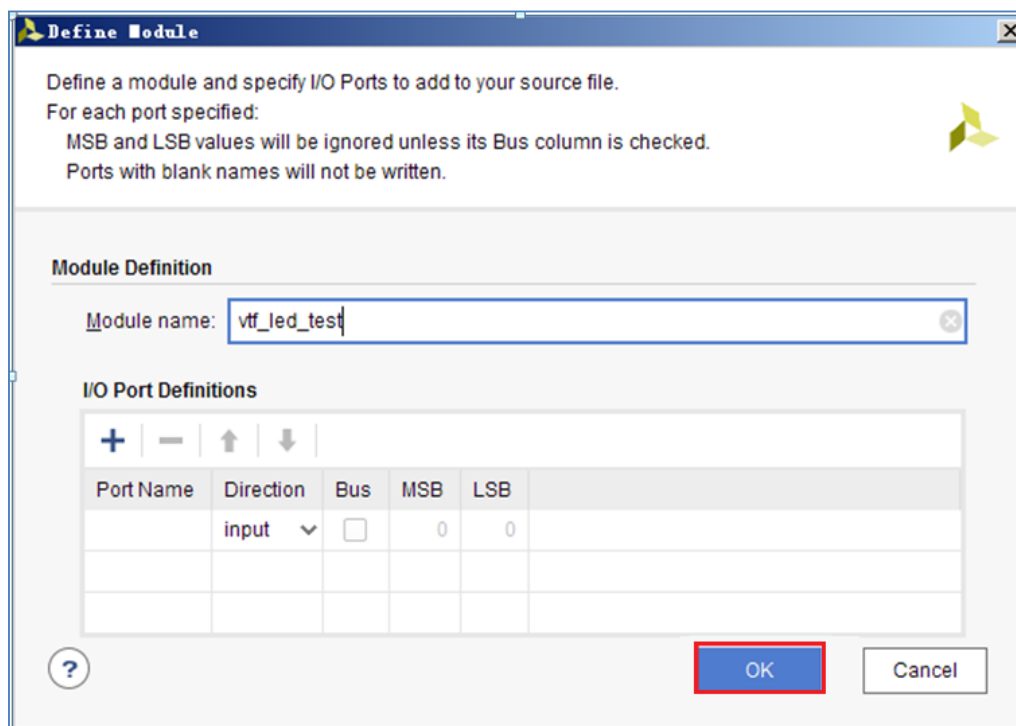 Define Module
Define a module and specify I/O Ports to add to your source file.
For each port specified:
MSB and LSB values will be ignored unless its Bus column is checked.
Ports with blank names will not be written.
Module Definition
Module name: vtf_led_test
I/O Port Definitions
Port Name Direction Bus MSB LSB
input 0 0
? OK Cancel